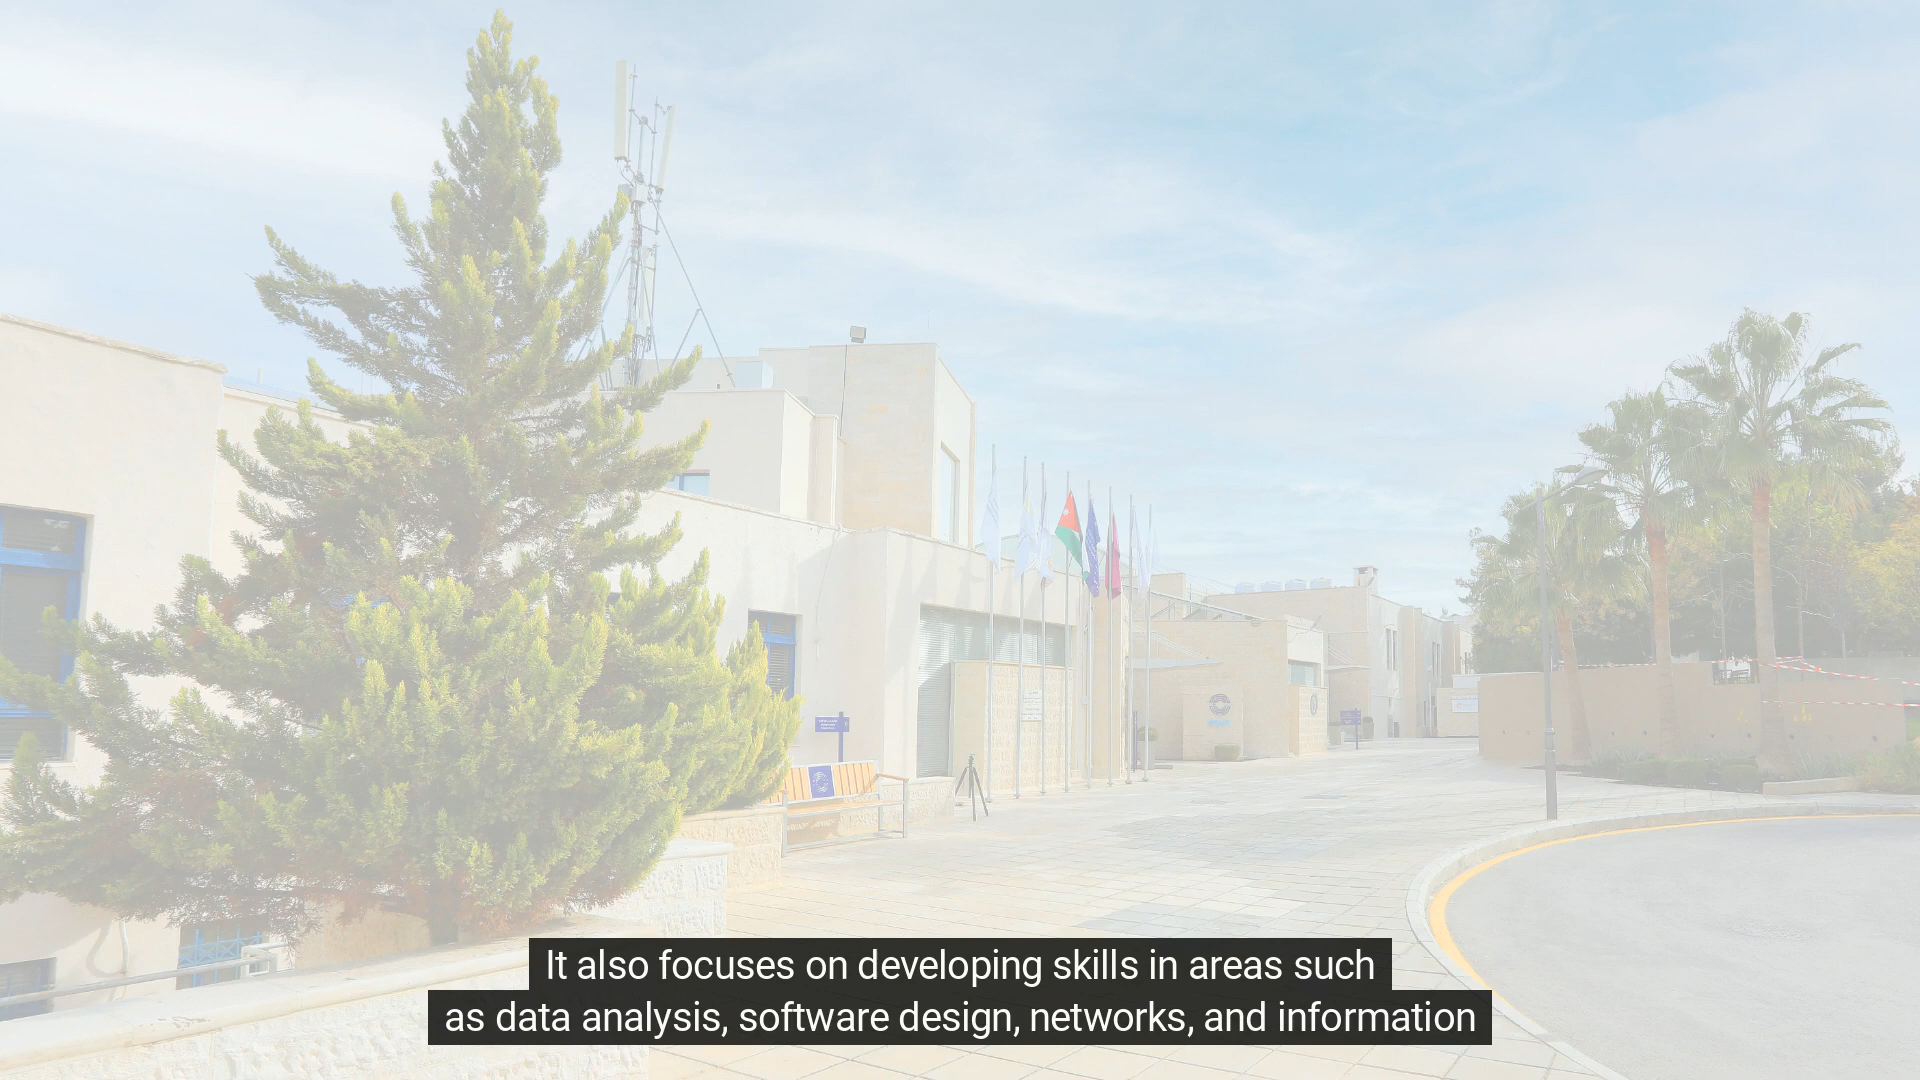 It also focuses on developing skills in areas such
as data analysis, software design, networks, and information